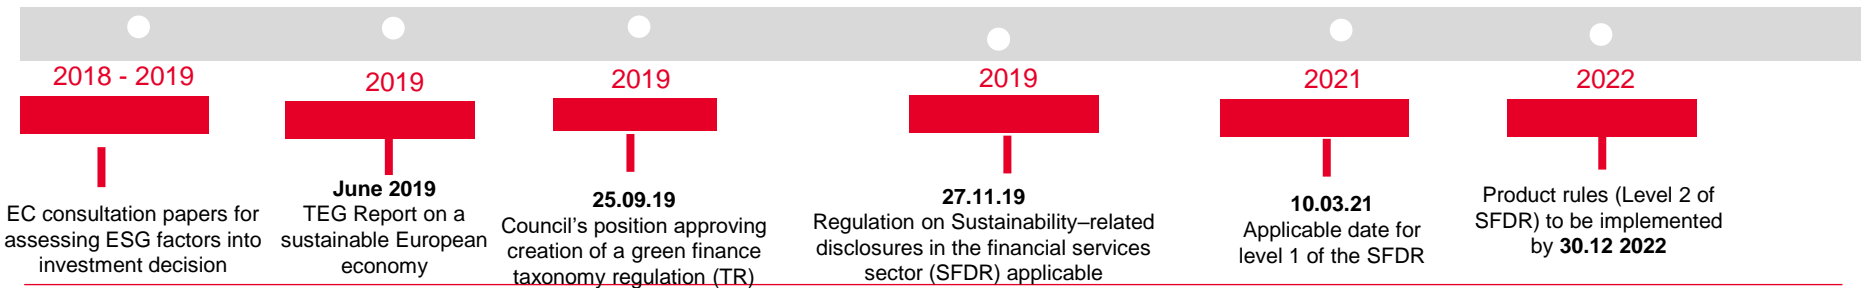 2018 - 2019
EC consultation papers for
assessing ESG factors into
investment decision
2019
June 2019
TEG Report on a
sustainable European
economy
2019
25.09.19
Council's position approving
creation of a green finance
taxonomy regulation (TR)
2019
27.11.19
Regulation on Sustainability–related
disclosures in the financial services
sector (SFDR) applicable
2021
10.03.21
Applicable date for
level 1 of the SFDR
2022
Product rules (Level 2 of
SFDR) to be implemented
by 30.12 2022